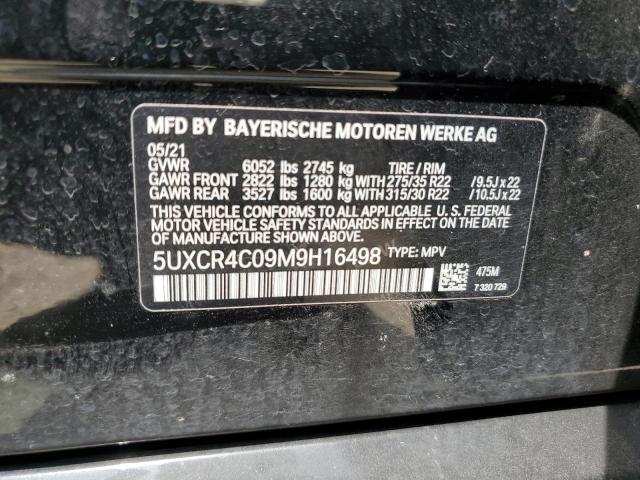 MFD BY BAYERISCHE MOTOREN WERKE AG
05/21
GVWR 6052 lbs 2745 kg TIRE / RIM
GAWR FRONT 2822 lbs 1280 kg WITH 275/35 R22 /9.5J x 22
GAWR REAR 3527 lbs 1600 kg WITH 315/30 R22 /10.5J x 22
THIS VEHICLE CONFORMS TO ALL APPLICABLE U. S. FEDERAL
MOTOR VEHICLE SAFETY STANDARDS IN EFFECT ON THE DATE
OF MANUFACTURE SHOWN ABOVE.
5UXCR4C09M9H16498 TYPE: MPV
475M
7 320 729